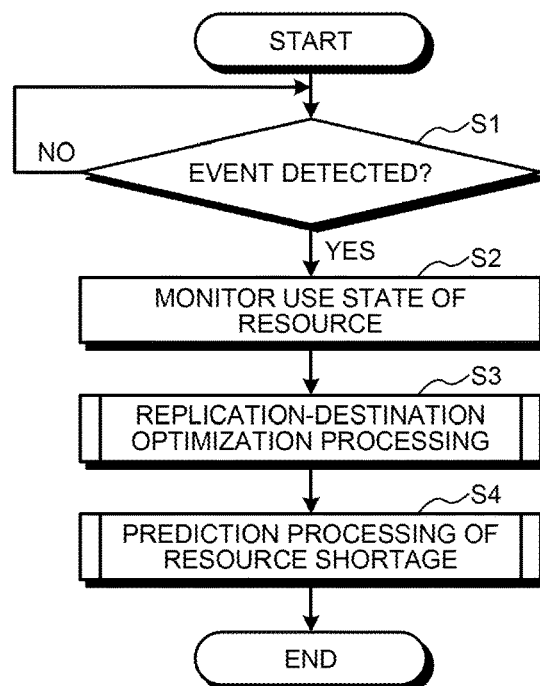 START
S1
NO
EVENT DETECTED?
YES
S2
MONITOR USE STATE OF
RESOURCE
S3
REPLICATION-DESTINATION
OPTIMIZATION PROCESSING
S4
PREDICTION PROCESSING OF
RESOURCE SHORTAGE
END